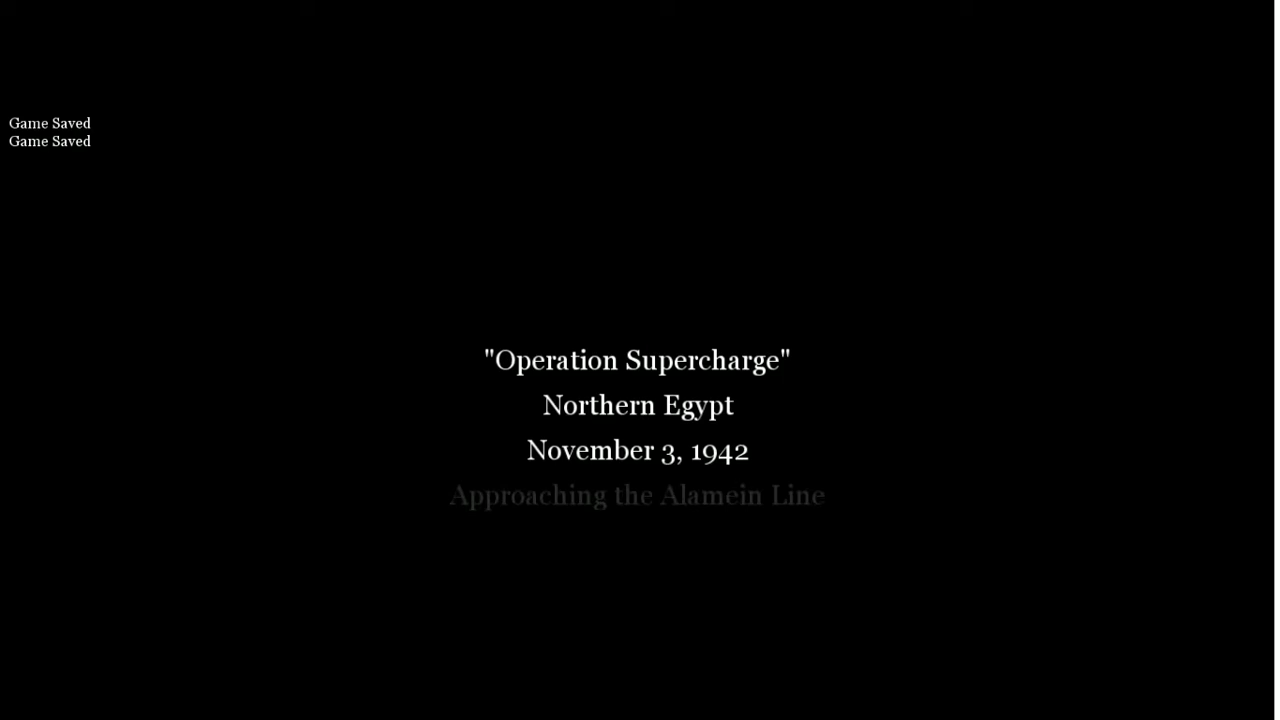 Game Saved
Game Saved
"Operation Supercharge"
Northern Egypt
November 3, 1942
Approaching the Alamein Line